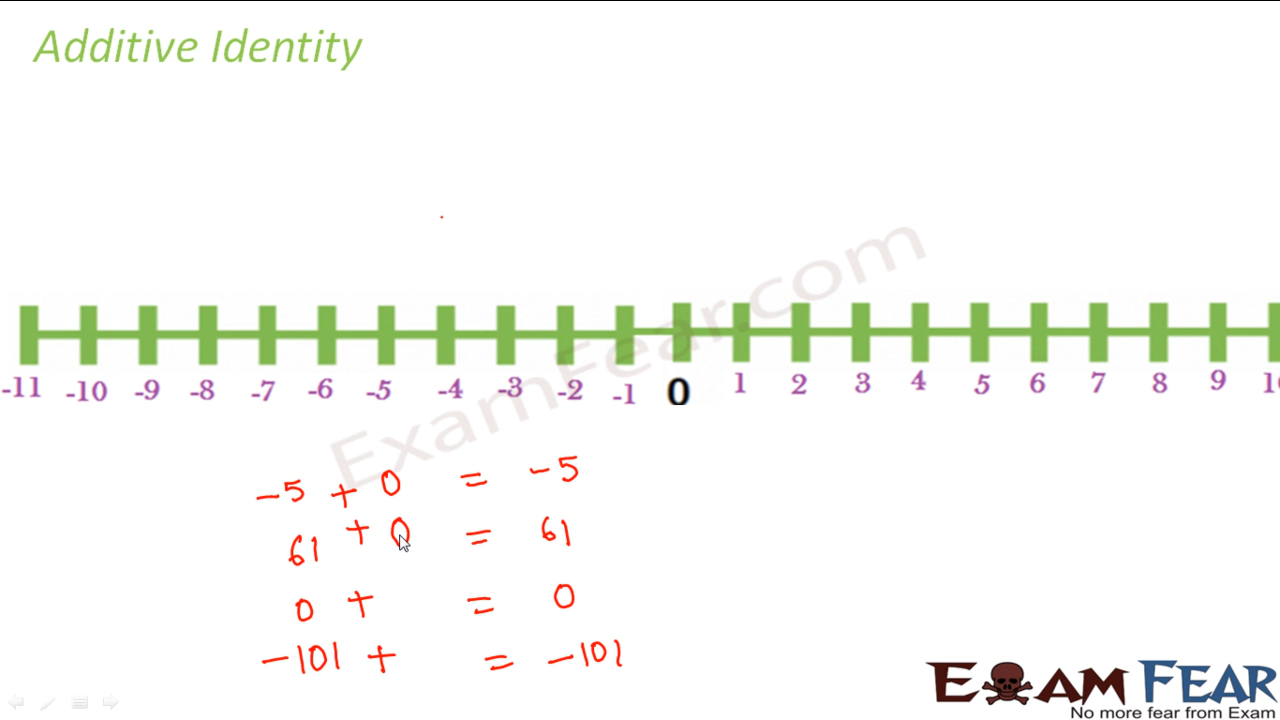 Additive Identity
ExamFear.com
-11 -10 -9 -8 -7 -6 -5 -4 -3 -2 -1 0 1 2 3 4 5 6 7 8 9
-5 + 0 = -5
61 + 0 = 61
0 + = 0
-101 + = -101
EXAM FEAR
No more fear from Exam